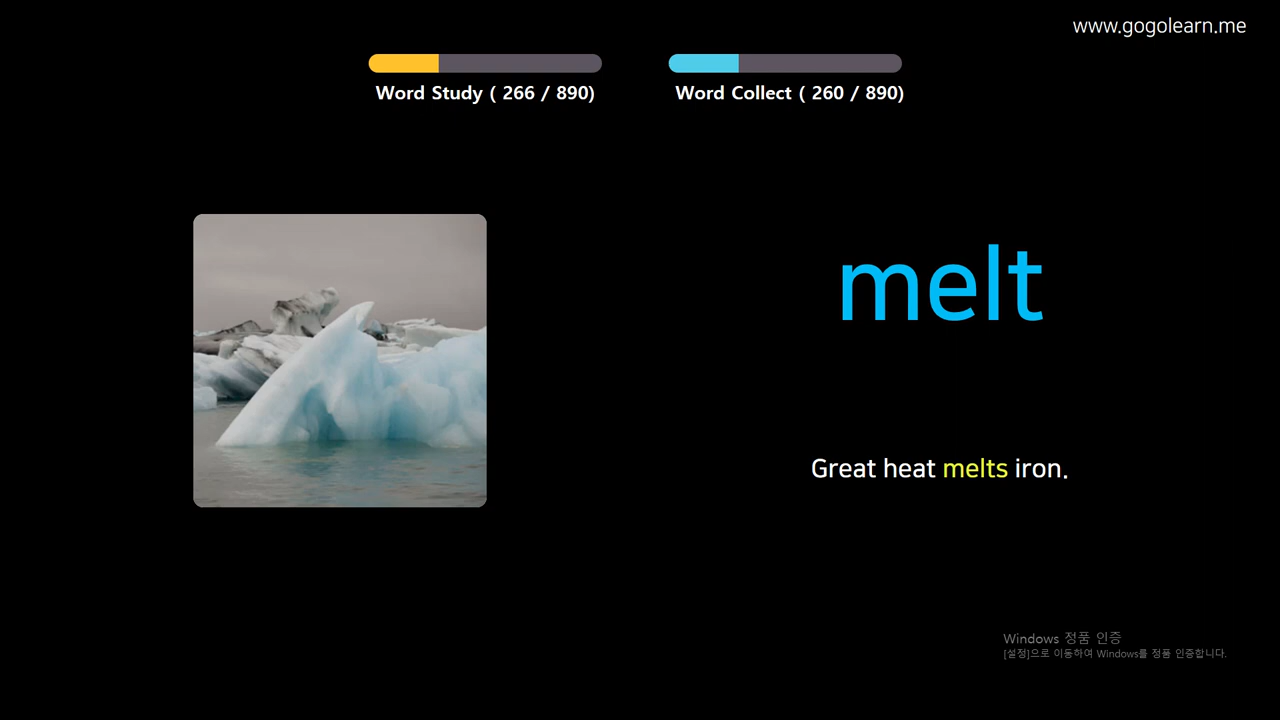 www.gogolearn.me
Word Study ( 266 / 890)
Word Collect ( 260 / 890)
melt
Great heat melts iron.
Windows 정품 인증
[설정]으로 이동하여 Windows를 정품 인증합니다.